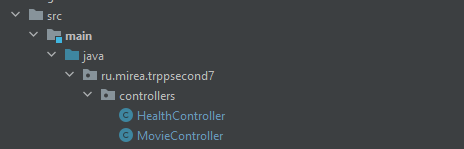 src
main
java
ru.mirea.trppsecond7
controllers
HealthController
MovieController